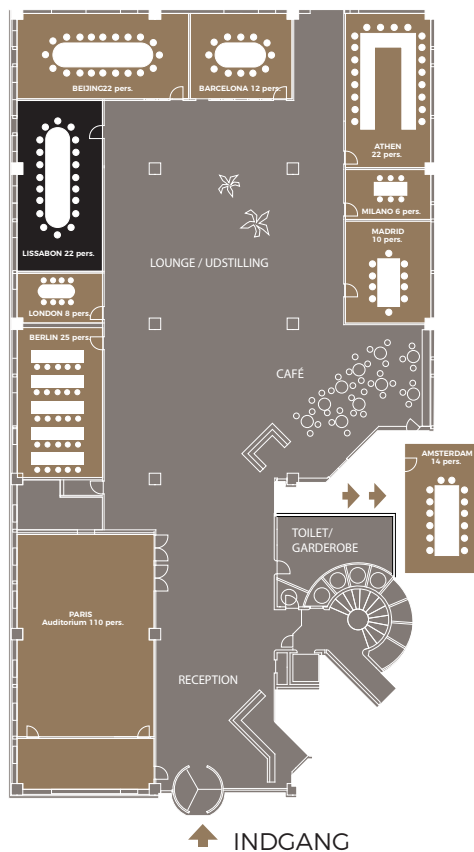 BEIJING22 pers.
BARCELONA 12 pers.
ATHEN
22 pers.
MILANO 6 pers.
MADRID
10 pers.
LISSABON 22 pers.
LOUNGE / UDSTILLING
LONDON 8 pers.
BERLIN 25 pers.
CAFÉ
AMSTERDAM
14 pers.
TOILET/
GARDEROBE
PARIS
Auditorium 110 pers.
RECEPTION
INDGANG